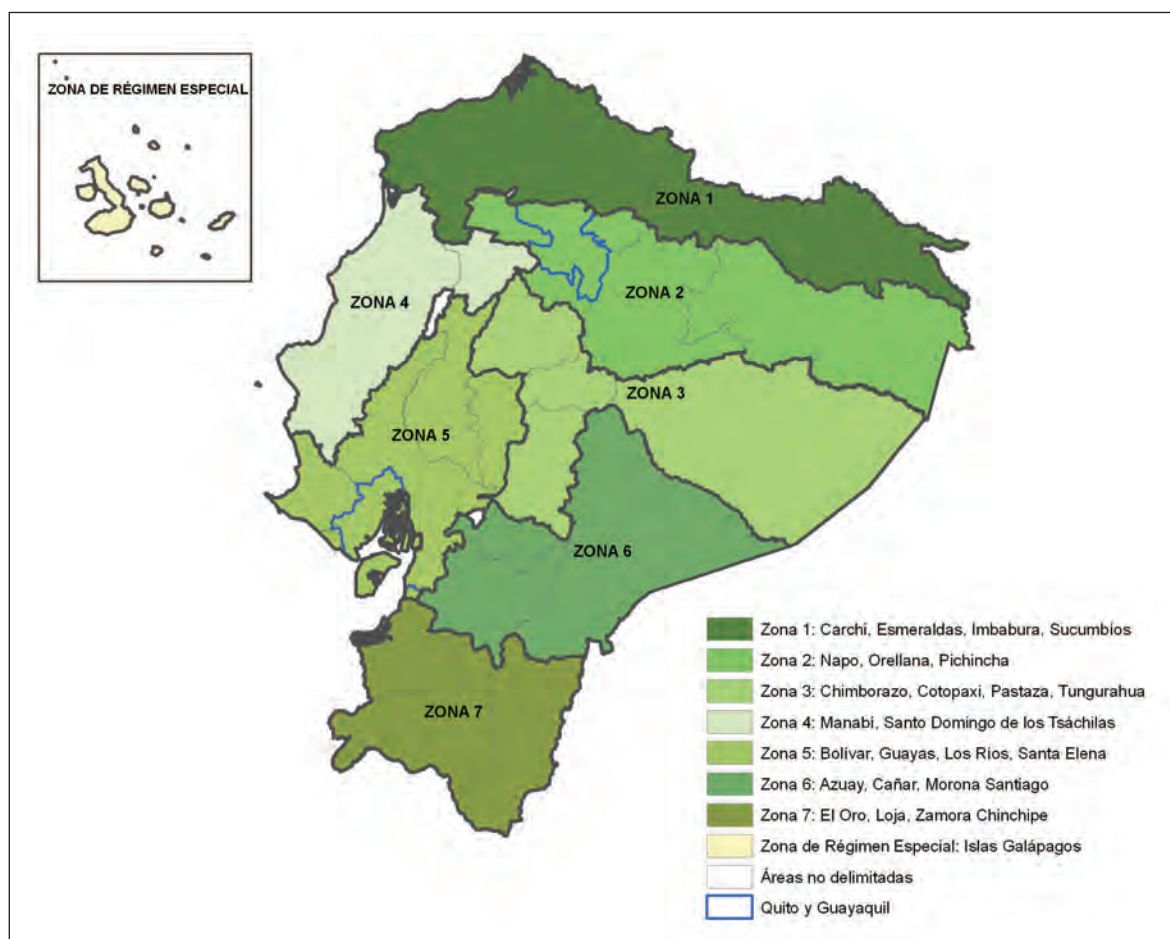 ZONA DE RÉGIMEN ESPECIAL
ZONA 1
ZONA 2
ZONA 4
ZONA 3
ZONA 5
ZONA 6
ZONA 7
Zona 1: Carchi, Esmeraldas, Imbabura, Sucumbíos
Zona 2: Napo, Orellana, Pichincha
Zona 3: Chimborazo, Cotopaxi, Pastaza, Tungurahua
Zona 4: Manabí, Santo Domingo de los Tsáchilas
Zona 5: Bolívar, Guayas, Los Ríos, Santa Elena
Zona 6: Azuay, Cañar, Morona Santiago
Zona 7: El Oro, Loja, Zamora Chinchipe
Zona de Régimen Especial: Islas Galápagos
Áreas no delimitadas
Quito y Guayaquil